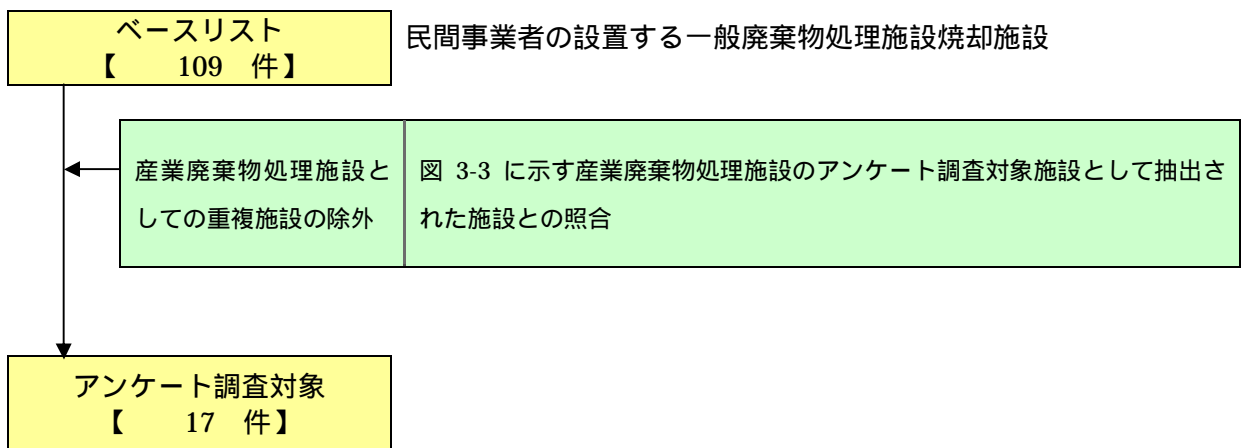 ベースリスト
【　　109　件】
民間事業者の設置する一般廃棄物処理施設焼却施設
産業廃棄物処理施設と
しての重複施設の除外
図 3-3 に示す産業廃棄物処理施設のアンケート調査対象施設として抽出さ
れた施設との照合
アンケート調査対象
【　　17　件】